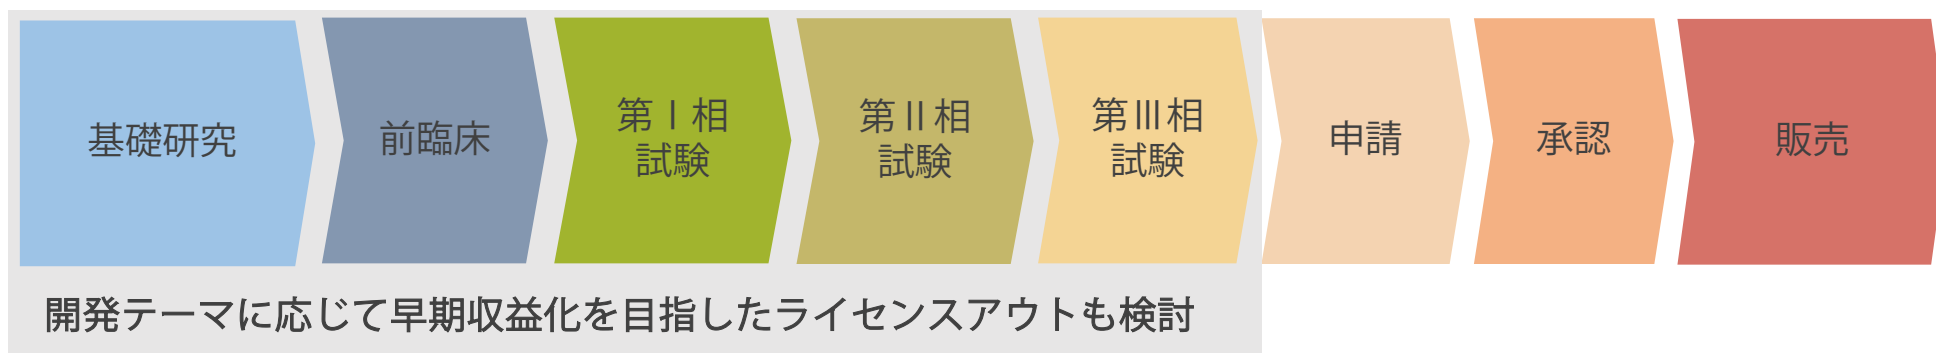 基礎研究
前臨床
第Ⅰ相
試験
第Ⅱ相
試験
第Ⅲ相
試験
申請
承認
販売
開発テーマに応じて早期収益化を目指したライセンスアウトも検討